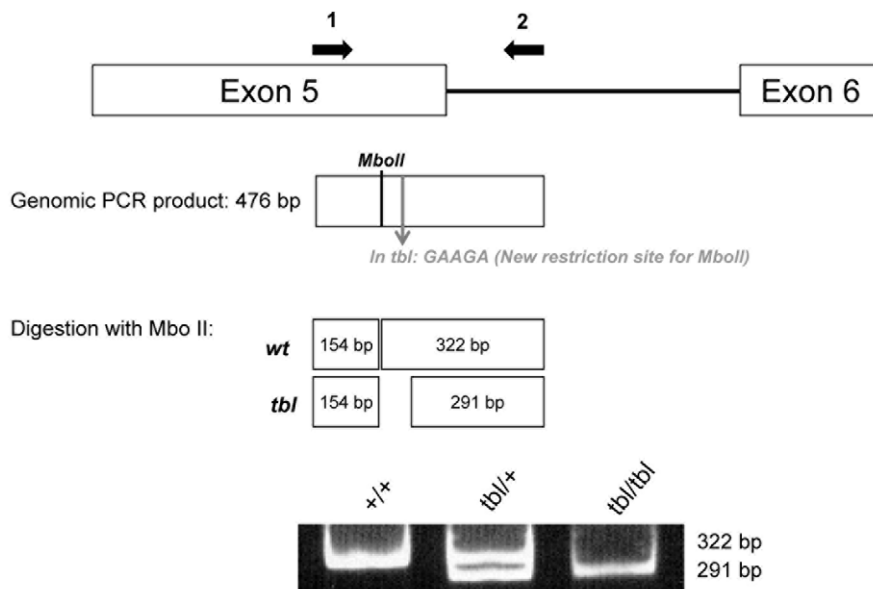 1 2
Exon 5 Exon 6
MboII
Genomic PCR product: 476 bp
In tbl: GAAGA (New restriction site for MboII)
Digestion with Mbo II:
wt 154 bp 322 bp
tbl 154 bp 291 bp
+/+ tbl/+ tbl/tbl
322 bp
291 bp